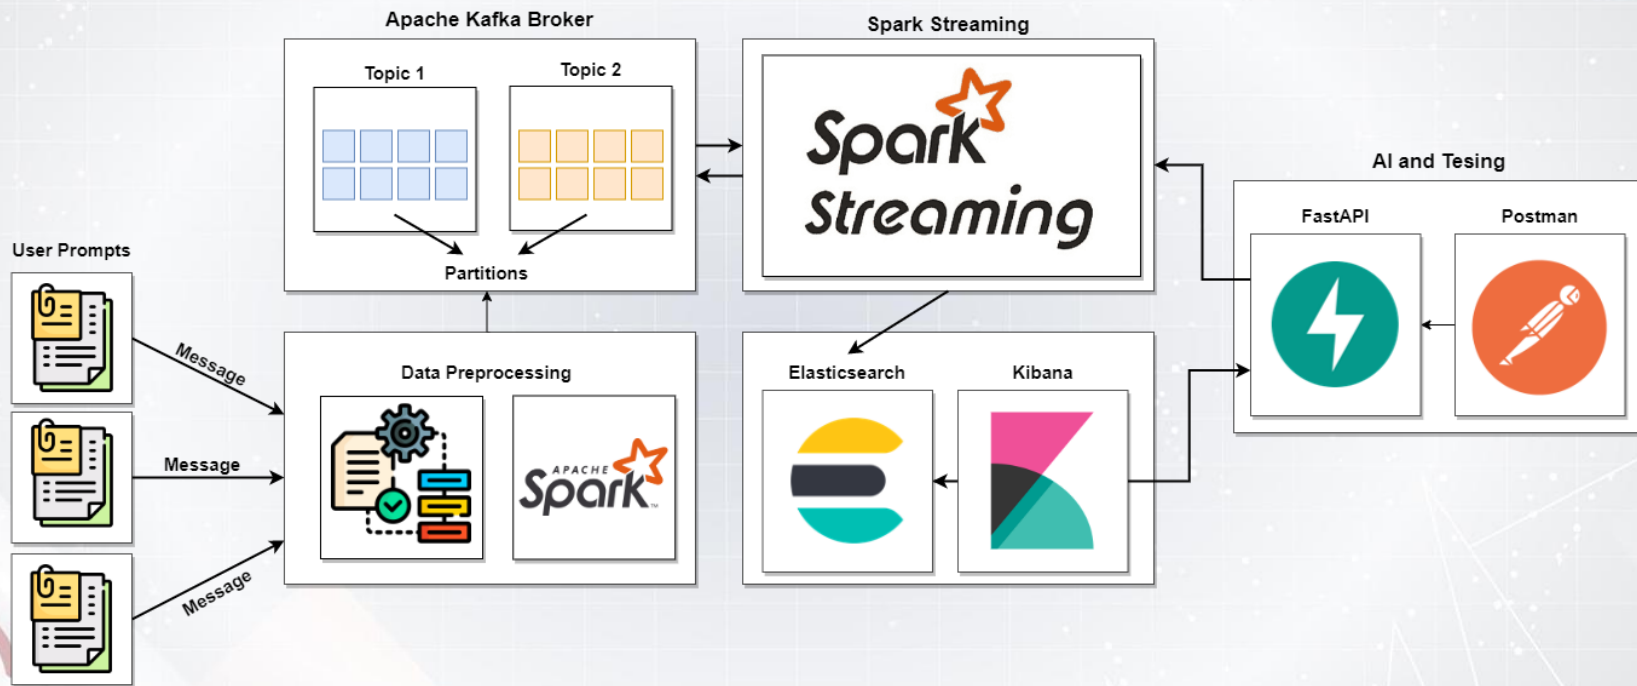 Apache Kafka Broker
Topic 1
Topic 2
Partitions
Spark Streaming
Spark
Streaming
AI and Tesing
FastAPI
Postman
User Prompts
Message
Message
Message
Data Preprocessing
APACHE
Spark™
Elasticsearch
Kibana